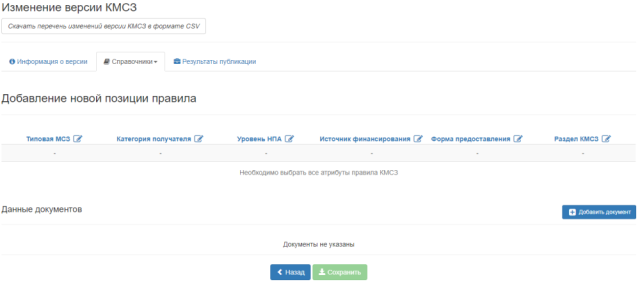 Изменение версии КМСЗ
Скачать перечень изменений версии КМСЗ в формате CSV
Информация о версии Справочники Результаты публикации
Добавление новой позиции правила
Типовая МСЗ Категория получателя Уровень НПА Источник финансирования Форма предоставления Раздел КМСЗ
- - - - - -
Необходимо выбрать все атрибуты правила КМСЗ
Данные документов Добавить документ
Документы не указаны
Назад Сохранить